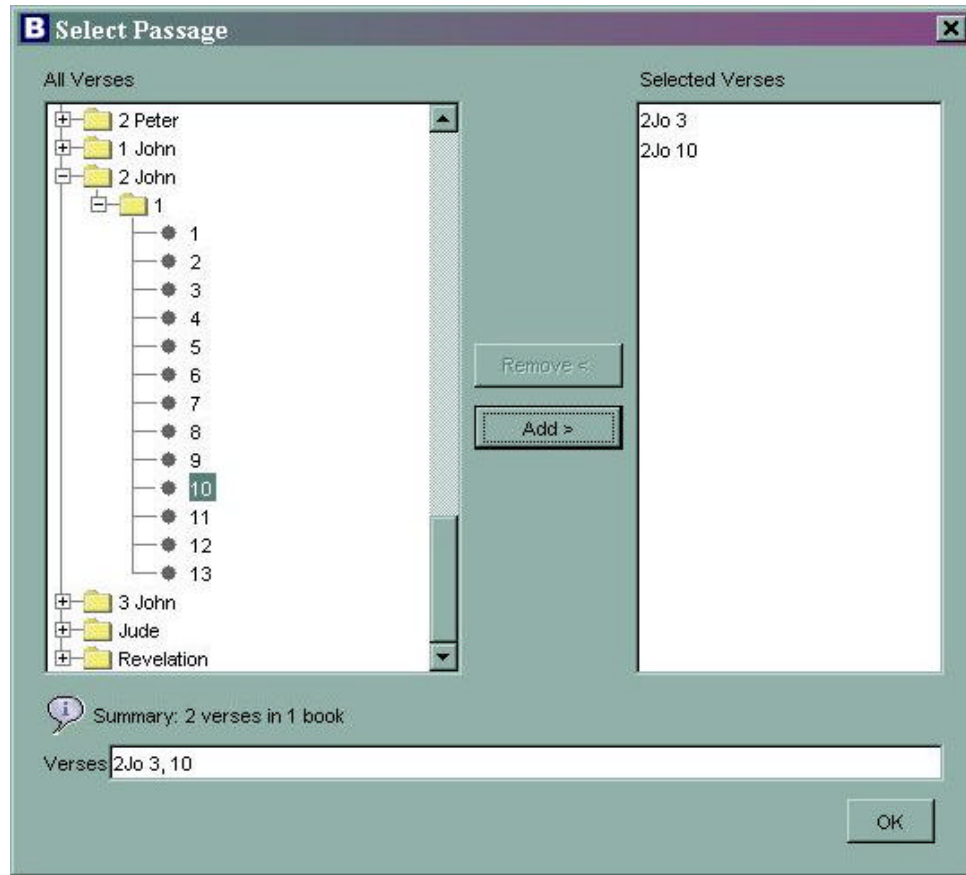 B Select Passage
All Verses
2 Peter
1 John
2 John
1
1
2
3
4
5
6
7
8
9
10
11
12
13
3 John
Jude
Revelation
Remove <
Add >
Selected Verses
2Jo 3
2Jo 10
Summary: 2 verses in 1 book
Verses 2Jo 3, 10
OK